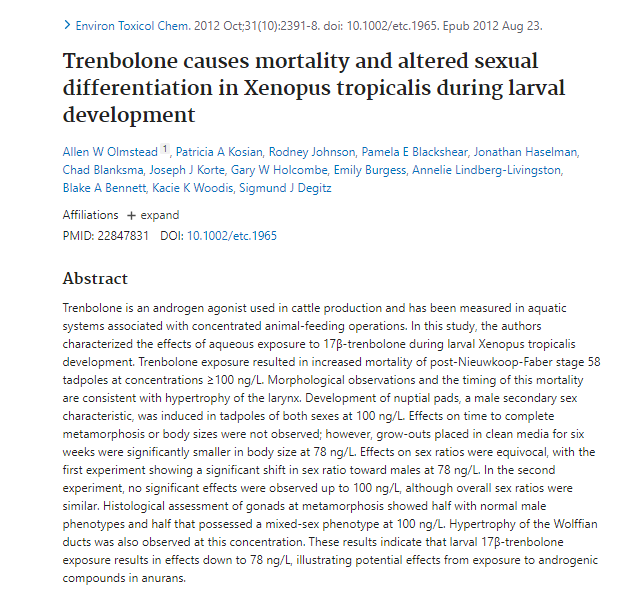 Environ Toxicol Chem. 2012 Oct;31(10):2391-8. doi: 10.1002/etc.1965. Epub 2012 Aug 23.
Trenbolone causes mortality and altered sexual
differentiation in Xenopus tropicalis during larval
development
Allen W Olmstead 1, Patricia A Kosian, Rodney Johnson, Pamela E Blackshear, Jonathan Haselman,
Chad Blanksma, Joseph J Korte, Gary W Holcombe, Emily Burgess, Annelie Lindberg-Livingston,
Blake A Bennett, Kacie K Woodis, Sigmund J Degitz
Affiliations + expand
PMID: 22847831 DOI: 10.1002/etc.1965
Abstract
Trenbolone is an androgen agonist used in cattle production and has been measured in aquatic
systems associated with concentrated animal-feeding operations. In this study, the authors
characterized the effects of aqueous exposure to 17β-trenbolone during larval Xenopus tropicalis
development. Trenbolone exposure resulted in increased mortality of post-Nieuwkoop-Faber stage 58
tadpoles at concentrations ≥100 ng/L. Morphological observations and the timing of this mortality
are consistent with hypertrophy of the larynx. Development of nuptial pads, a male secondary sex
characteristic, was induced in tadpoles of both sexes at 100 ng/L. Effects on time to complete
metamorphosis or body sizes were not observed; however, grow-outs placed in clean media for six
weeks were significantly smaller in body size at 78 ng/L. Effects on sex ratios were equivocal, with the
first experiment showing a significant shift in sex ratio toward males at 78 ng/L. In the second
experiment, no significant effects were observed up to 100 ng/L, although overall sex ratios were
similar. Histological assessment of gonads at metamorphosis showed half with normal male
phenotypes and half that possessed a mixed-sex phenotype at 100 ng/L. Hypertrophy of the Wolffian
ducts was also observed at this concentration. These results indicate that larval 17β-trenbolone
exposure results in effects down to 78 ng/L, illustrating potential effects from exposure to androgenic
compounds in anurans.